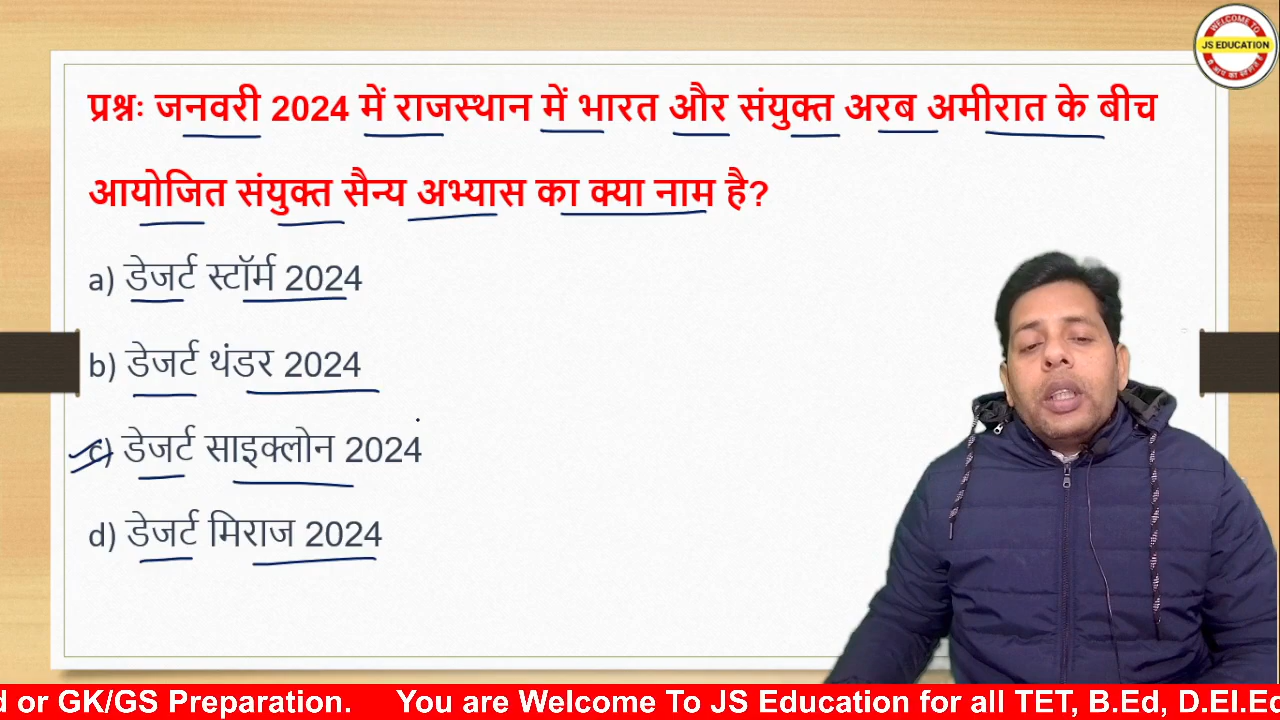 WELCOME TO
JS EDUCATION
प्रश्नः जनवरी 2024 में राजस्थान में भारत और संयुक्त अरब अमीरात के बीच
आयोजित संयुक्त सैन्य अभ्यास का क्या नाम है?
a) डेजर्ट स्टॉर्म 2024
b) डेजर्ट थंडर 2024
c) डेजर्ट साइक्लोन 2024
d) डेजर्ट मिराज 2024
d or GK/GS Preparation. You are Welcome To JS Education for all TET, B.Ed, D.El.Ed